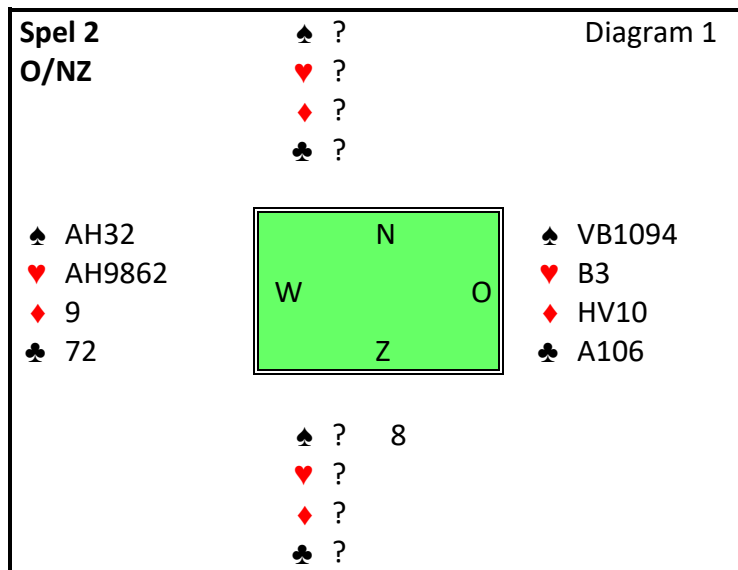 Spel 2 ♠ ? Diagram 1
O/NZ ♥ ?
♦ ?
♣ ?
♠ AH32 N ♠ VB1094
♥ AH9862 ♥ B3
W O
♦ 9 ♦ HV10
♣ 72 Z ♣ A106
♠ ? 8
♥ ?
♦ ?
♣ ?